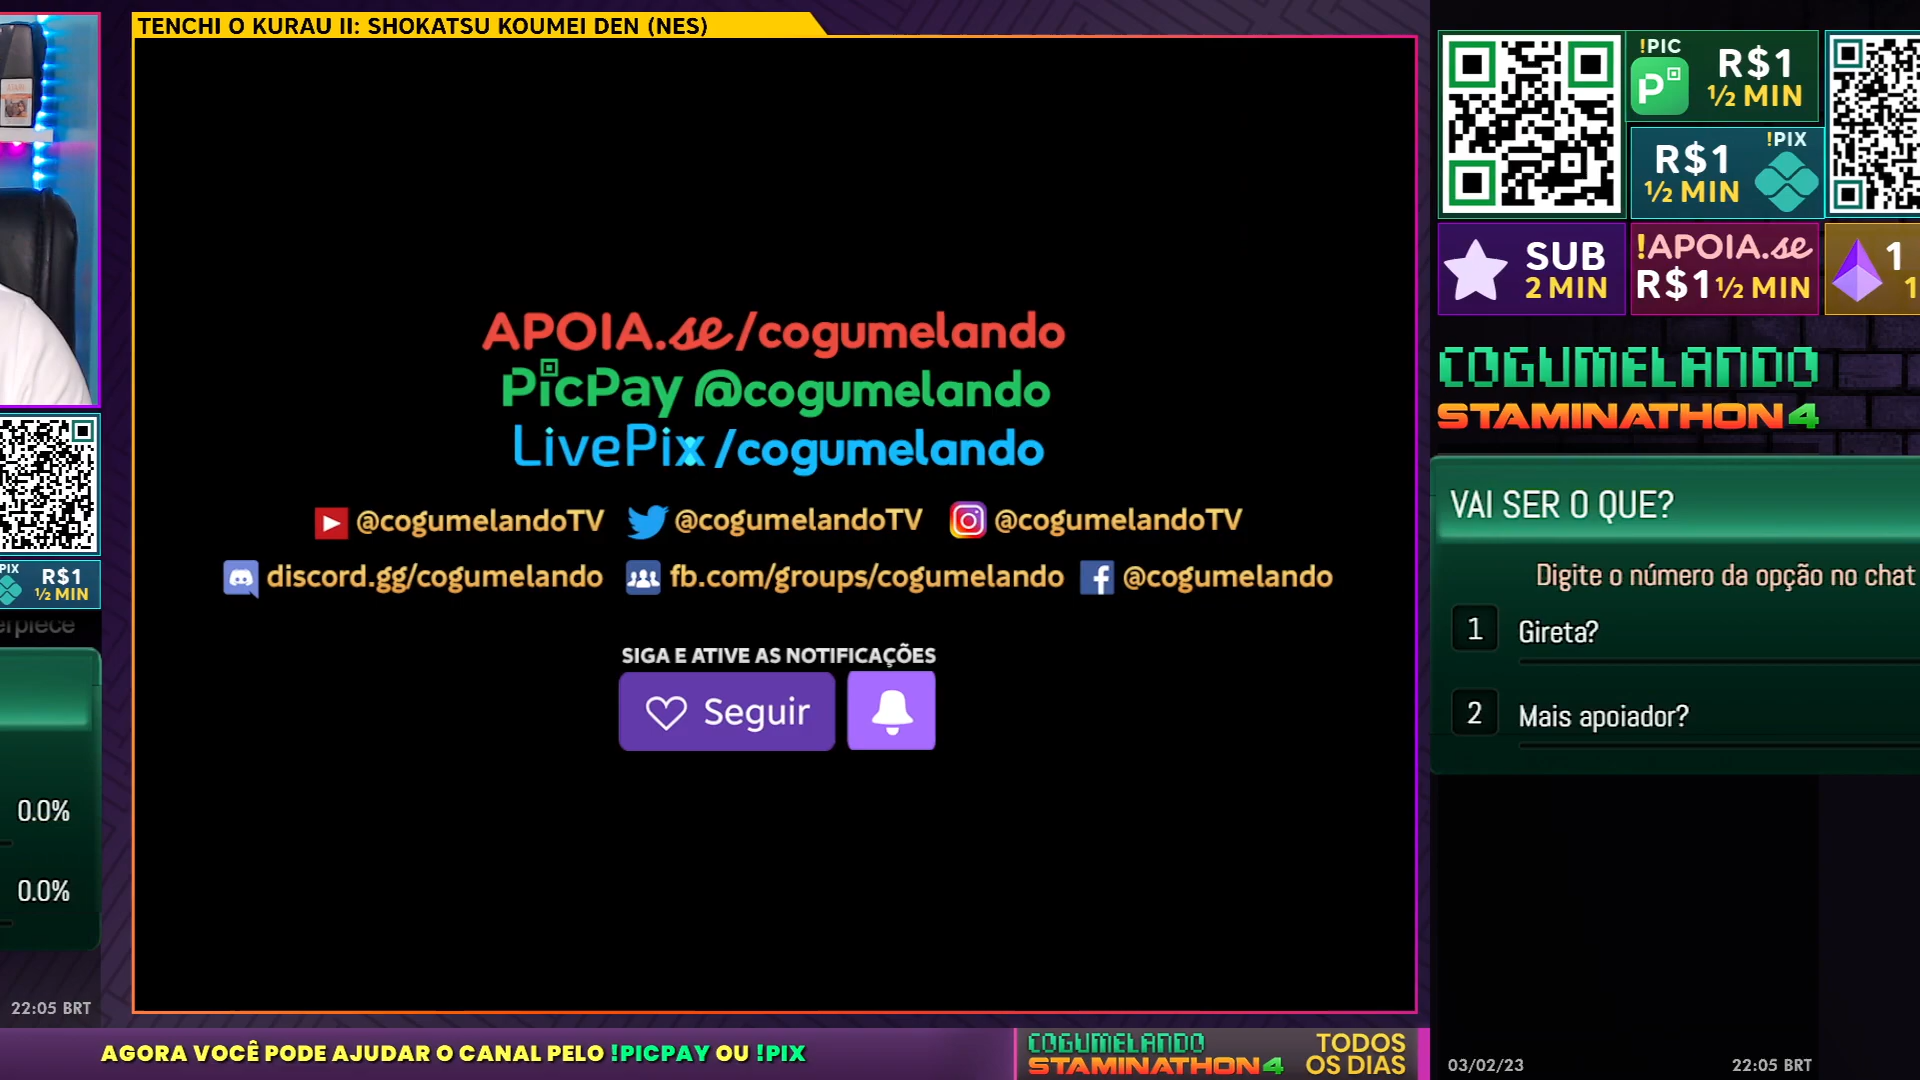 TENCHI O KURAU II: SHOKATSU KOUMEI DEN (NES)
APOIA.se/cogumelando
PicPay @cogumelando
LivePix /cogumelando
@cogumelandoTV @cogumelandoTV @cogumelandoTV
discord.gg/cogumelando fb.com/groups/cogumelando @cogumelando
SIGA E ATIVE AS NOTIFICAÇÕES
Seguir
PIX
R$1
½ MIN
0.0%
0.0%
22:05 BRT
AGORA VOCÊ PODE AJUDAR O CANAL PELO !PICPAY OU !PIX
COGUMELANDO
STAMINATHON 4
TODOS
OS DIAS
!PIC
R$1
½ MIN
!PIX
R$1
½ MIN
SUB
2 MIN
!APOIA.se
R$1 ½ MIN
1
1
COGUMELANDO
STAMINATHON 4
VAI SER O QUE?
Digite o número da opção no chat
1 Gireta?
2 Mais apoiador?
03/02/23 22:05 BRT